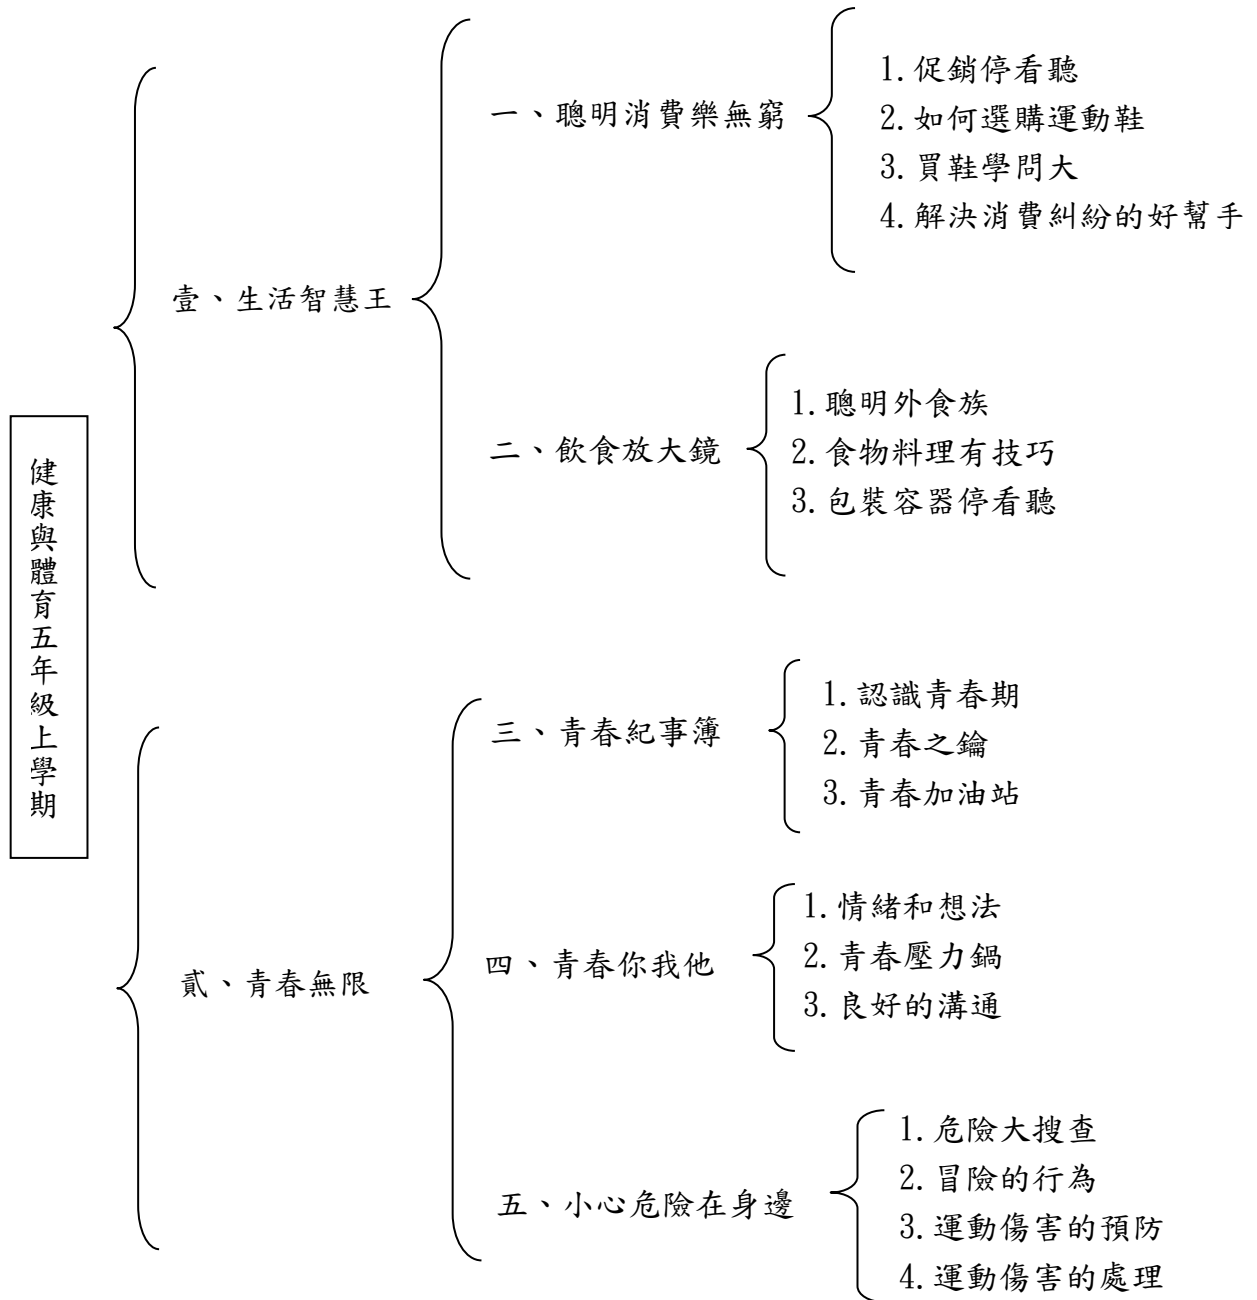 健康與體育五年級上學期
壹、生活智慧王
一、聰明消費樂無窮
1.促銷停看聽
2.如何選購運動鞋
3.買鞋學問大
4.解決消費糾紛的好幫手
二、飲食放大鏡
1.聰明外食族
2.食物料理有技巧
3.包裝容器停看聽
貳、青春無限
三、青春紀事簿
1.認識青春期
2.青春之鑰
3.青春加油站
四、青春你我他
1.情緒和想法
2.青春壓力鍋
3.良好的溝通
五、小心危險在身邊
1.危險大搜查
2.冒險的行為
3.運動傷害的預防
4.運動傷害的處理